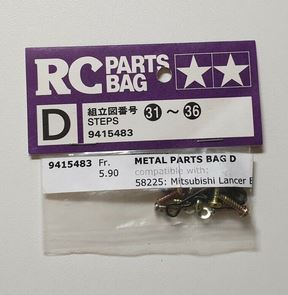 RC PARTS BAG
D 組立図番号 31 ～ 36
STEPS
9415483
9415483 Fr. METAL PARTS BAG D
5.90 compatible with:
58225: Mitsubishi Lancer E